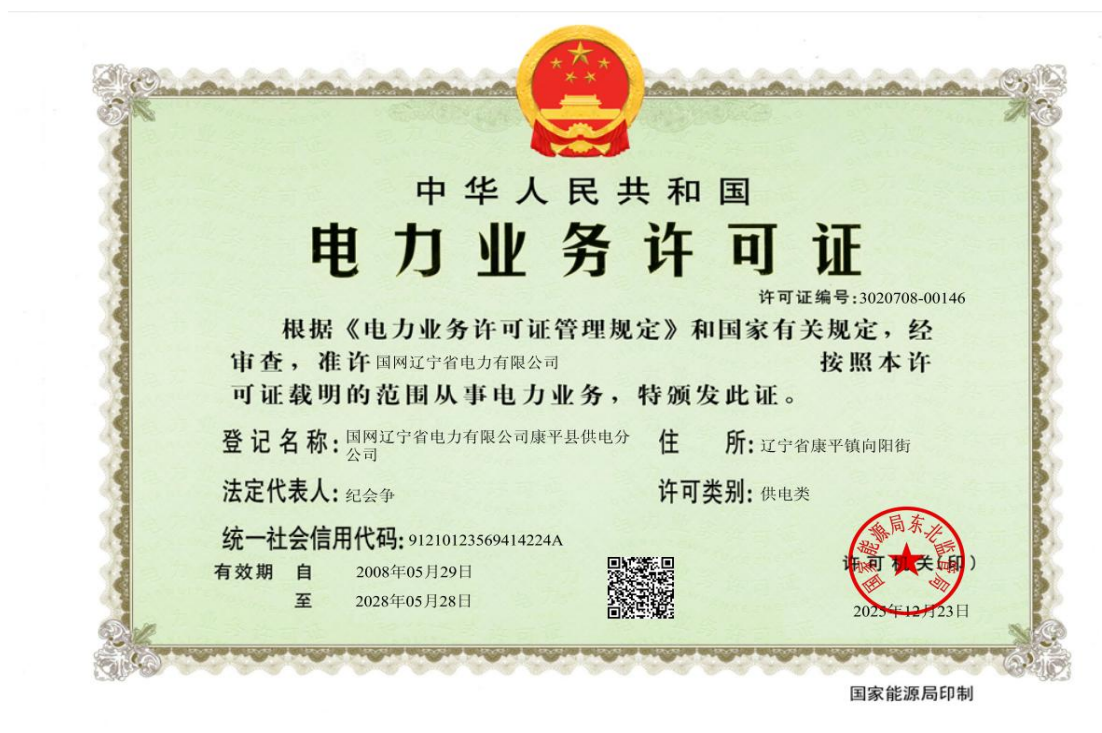 中华人民共和国
电力业务许可证
许可证编号:3020708-00146
根据《电力业务许可证管理规定》和国家有关规定，经
审查，准许国网辽宁省电力有限公司 按照本许
可证载明的范围从事电力业务，特颁发此证。
登记名称:国网辽宁省电力有限公司康平县供电分
公司
住 所:辽宁省康平镇向阳街
法定代表人:纪会争
许可类别:供电类
统一社会信用代码:91210123569414224A
有效期 自 2008年05月29日
至 2028年05月28日
国家能源局东北监管局
许可机关(印)
2025年12月23日
国家能源局印制